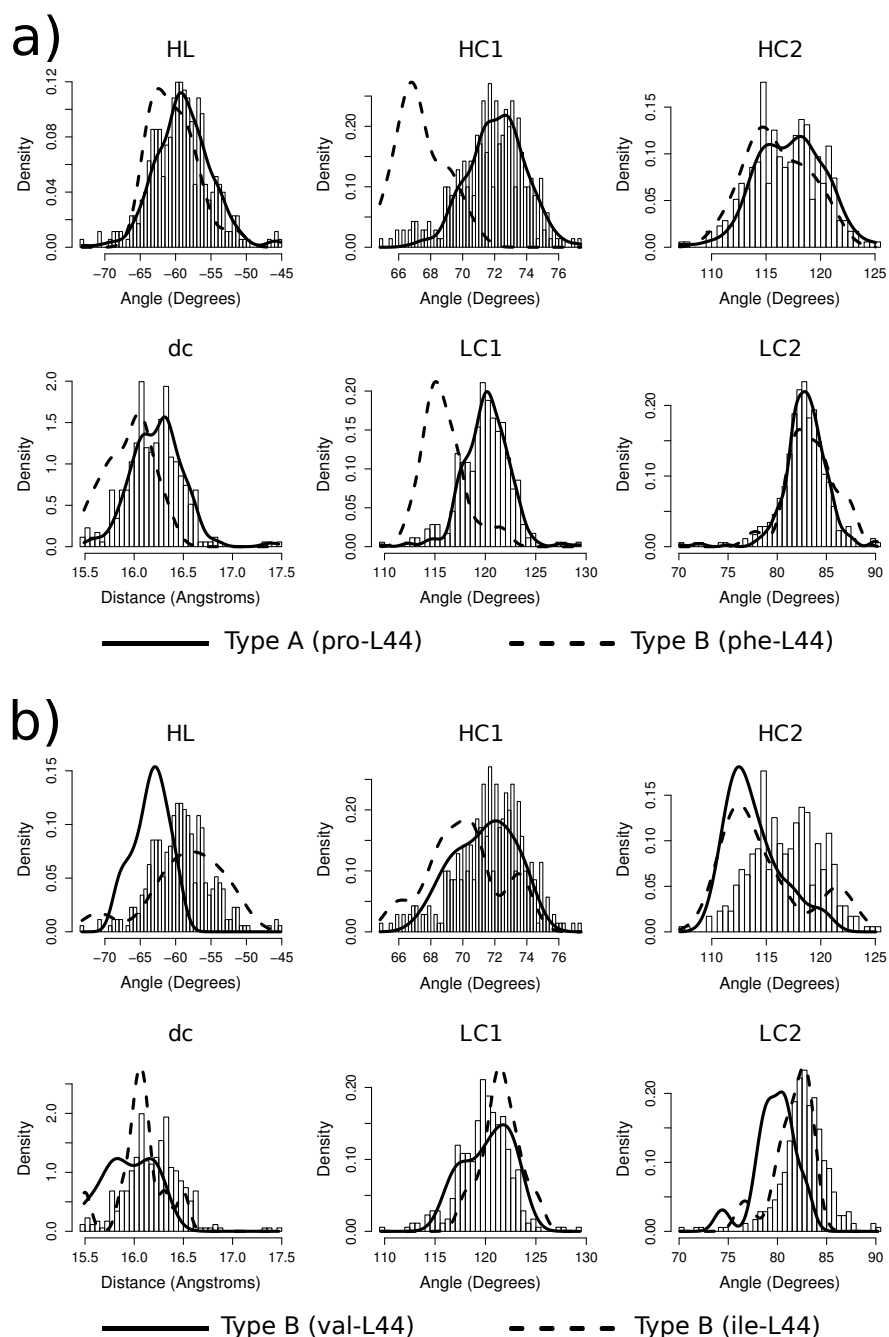 a)
HL
HC1
HC2
Density
0.00
0.04
0.08
0.12
−70
−65
−60
−55
−50
−45
Angle (Degrees)
Density
0.00
0.10
0.20
66
68
70
72
74
76
Angle (Degrees)
Density
0.00
0.05
0.10
0.15
110
115
120
125
Angle (Degrees)
dc
LC1
LC2
Density
0.0
0.5
1.0
1.5
2.0
15.5
16.0
16.5
17.0
17.5
Distance (Angstroms)
Density
0.00
0.05
0.10
0.15
0.20
110
115
120
130
Angle (Degrees)
Density
0.00
0.10
0.20
70
75
80
85
90
Angle (Degrees)
Type A (pro-L44)
Type B (phe-L44)
b)
HL
HC1
HC2
Density
0.00
0.05
0.10
0.15
−70
−65
−60
−55
−50
−45
Angle (Degrees)
Density
0.00
0.10
0.20
66
68
70
72
74
76
Angle (Degrees)
Density
0.00
0.05
0.10
0.15
110
115
120
125
Angle (Degrees)
dc
LC1
LC2
Density
0.0
1.0
2.0
15.5
16.0
16.5
17.0
17.5
Distance (Angstroms)
Density
0.00
0.10
0.20
110
115
120
130
Angle (Degrees)
Density
0.00
0.10
0.20
70
75
80
85
90
Angle (Degrees)
Type B (val-L44)
Type B (ile-L44)